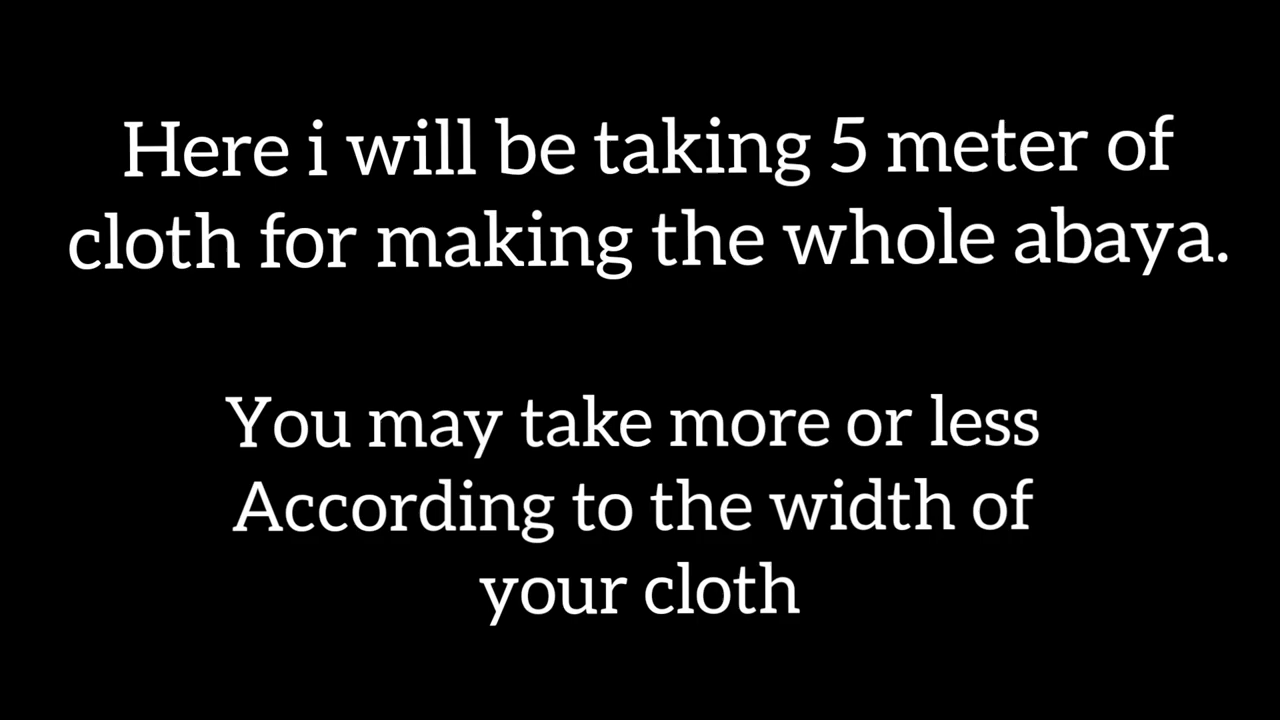 Here i will be taking 5 meter of
cloth for making the whole abaya.
You may take more or less
According to the width of
your cloth